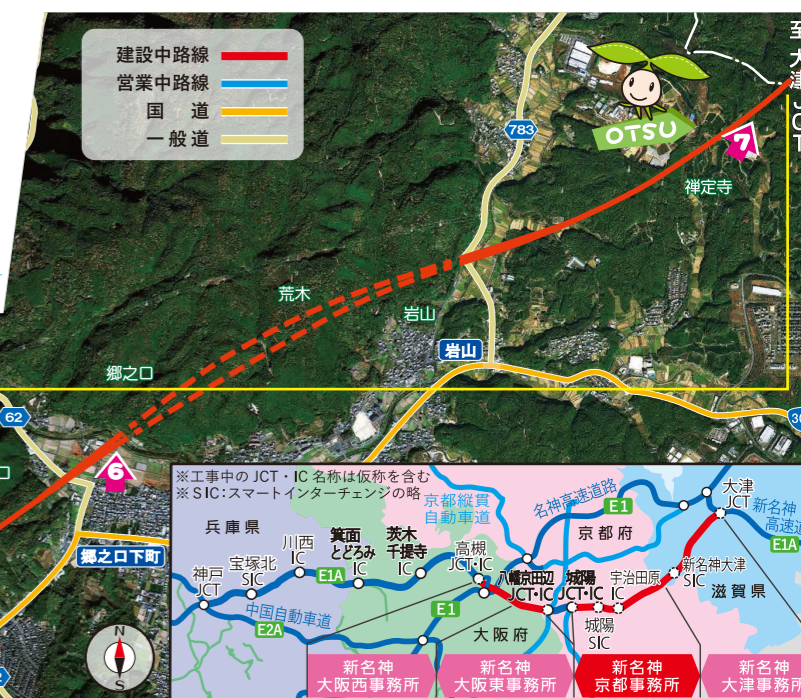 建設中路線
営業中路線
国 道
一般道
至 大津JCT
OTSU
783
7
禅定寺
荒木
岩山
岩山
郷之口
62
6
郷之口下町
※工事中の JCT・IC 名称は仮称を含む
※SIC:スマートインターチェンジの略
兵庫県
京都縦貫
自動車道
名神高速道路
E1
京都府
大津
JCT
新名神
E1A
神戸
JCT
宝塚北
SIC
川西
IC
E1A
箕面
とどろみ
IC
茨木
千提寺
IC
高槻
JCT・IC
八幡京田辺
JCT・IC
城陽
JCT・IC
宇治田原
IC
新名神大津
SIC
滋賀県
城陽
SIC
中国自動車道
E2A
E1
大阪府
新名神
大阪西事務所
新名神
大阪東事務所
新名神
京都事務所
新名神
大津事務所
N
S